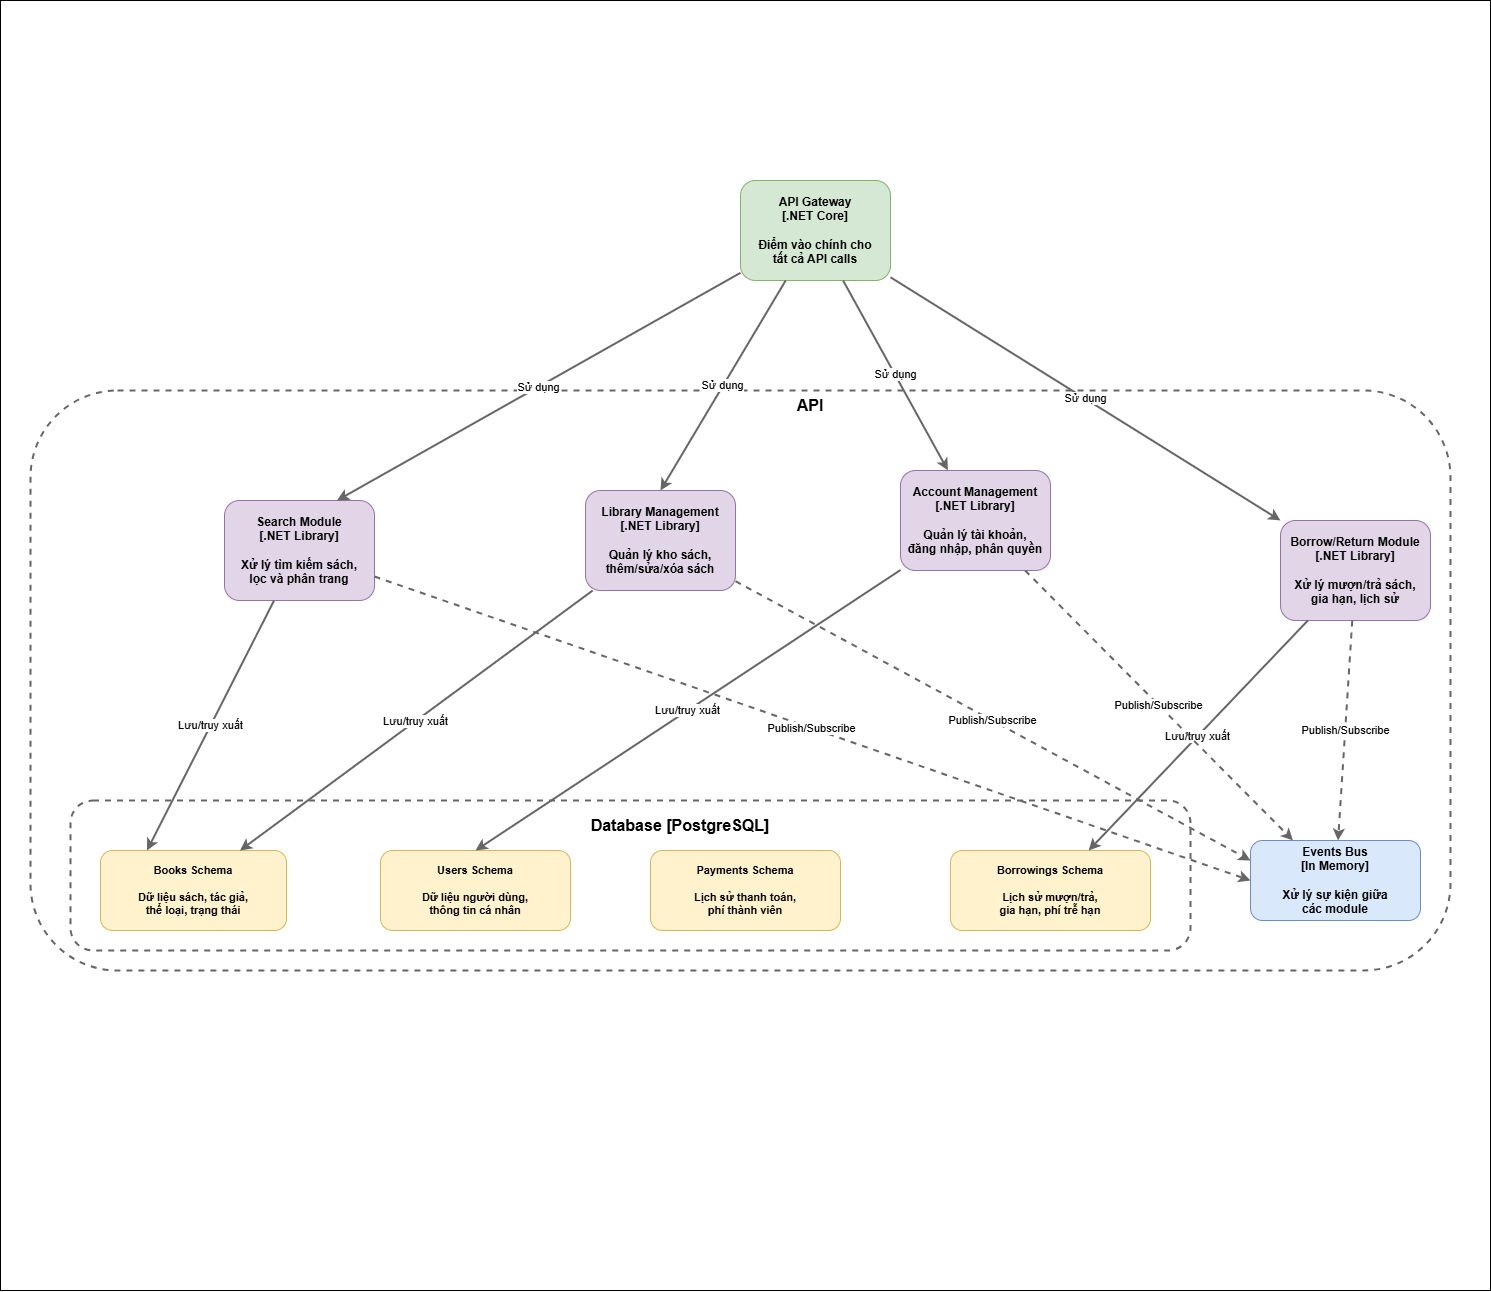 API Gateway
[.NET Core]
Điểm vào chính cho
tất cả API calls
Sử dụng
Sử dụng
Sử dụng
Sử dụng
API
Search Module
[.NET Library]
Xử lý tìm kiếm sách,
lọc và phân trang
Library Management
[.NET Library]
Quản lý kho sách,
thêm/sửa/xóa sách
Account Management
[.NET Library]
Quản lý tài khoản,
đăng nhập, phân quyền
Borrow/Return Module
[.NET Library]
Xử lý mượn/trả sách,
gia hạn, lịch sử
Lưu/truy xuất
Lưu/truy xuất
Lưu/truy xuất
Publish/Subscribe
Publish/Subscribe
Publish/Subscribe
Lưu/truy xuất
Publish/Subscribe
Database [PostgreSQL]
Books Schema
Dữ liệu sách, tác giả,
thể loại, trạng thái
Users Schema
Dữ liệu người dùng,
thông tin cá nhân
Payments Schema
Lịch sử thanh toán,
phí thành viên
Borrowings Schema
Lịch sử mượn/trả,
gia hạn, phí trễ hạn
Events Bus
[In Memory]
Xử lý sự kiện giữa
các module